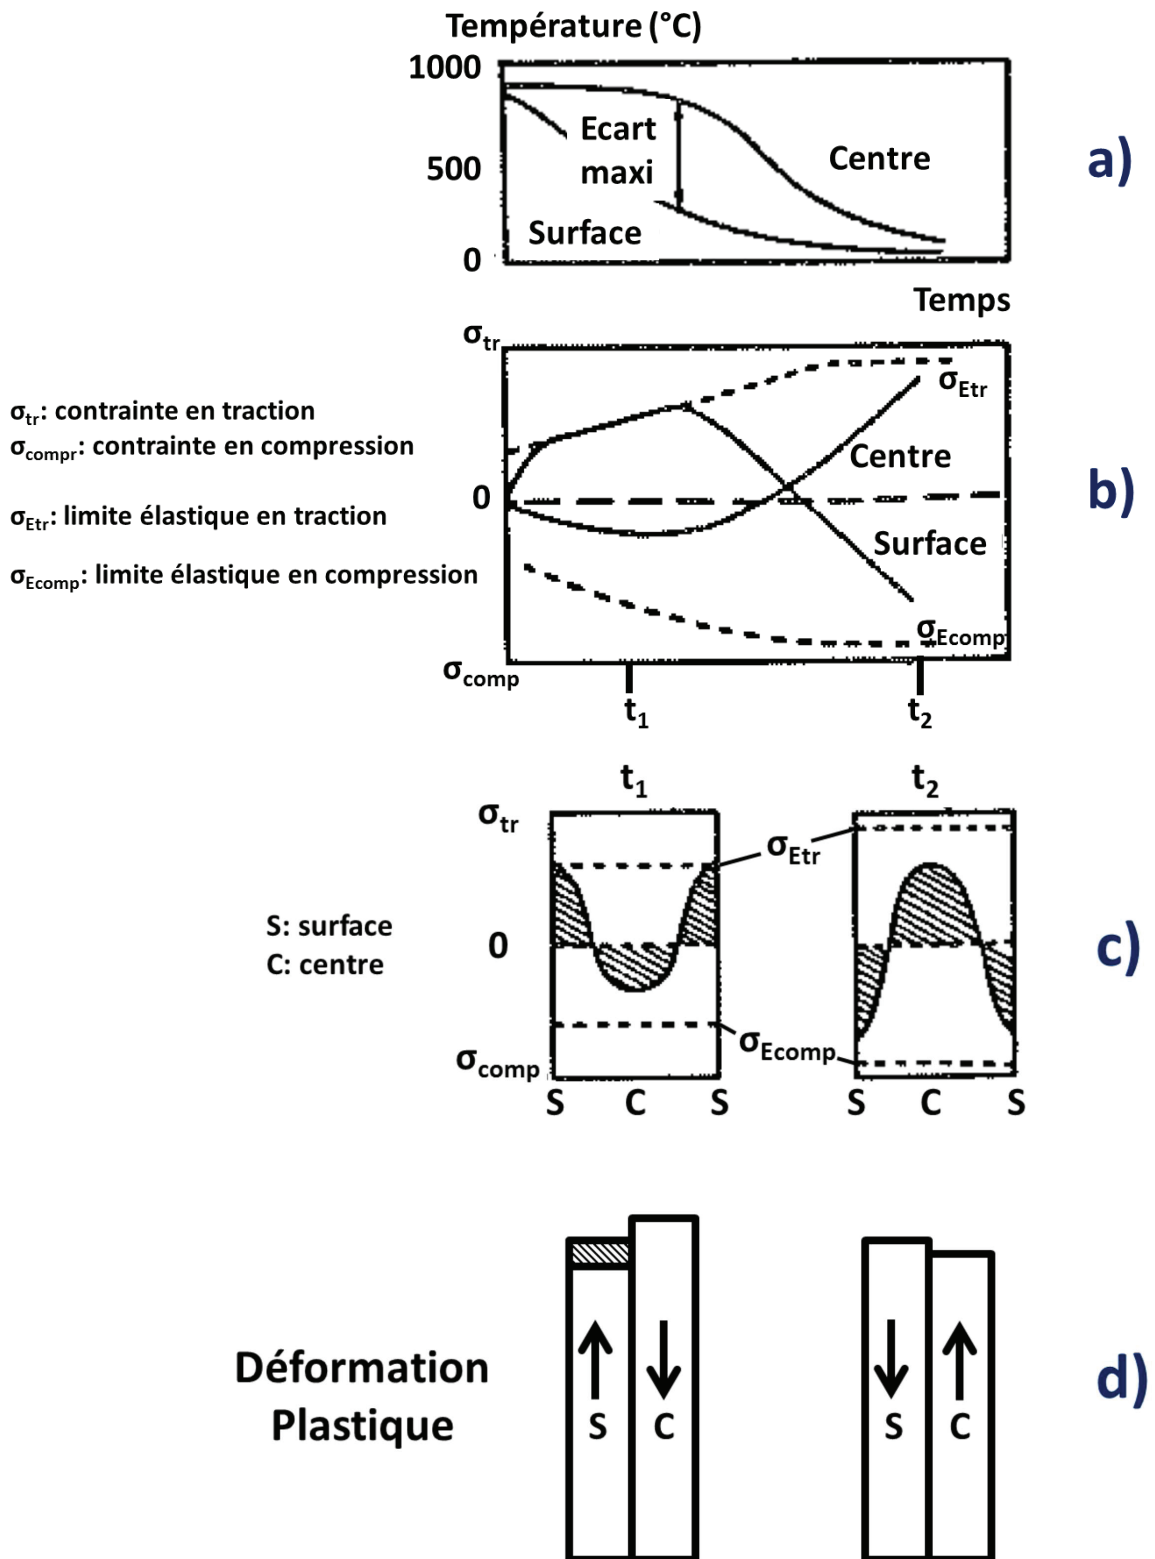 Température (°C)
1000
Ecart
maxi
500
Centre
a)
Surface
0
Temps
σtr
σEtr
σtr: contrainte en traction
σcompr: contrainte en compression
Centre
0
b)
σEtr: limite élastique en traction
Surface
σEcomp: limite élastique en compression
σEcomp
σcomp
t1
t2
t1
t2
σtr
σEtr
S: surface
C: centre
0
c)
σEcomp
σcomp
S C S
S C S
Déformation
Plastique
S C
S C
d)